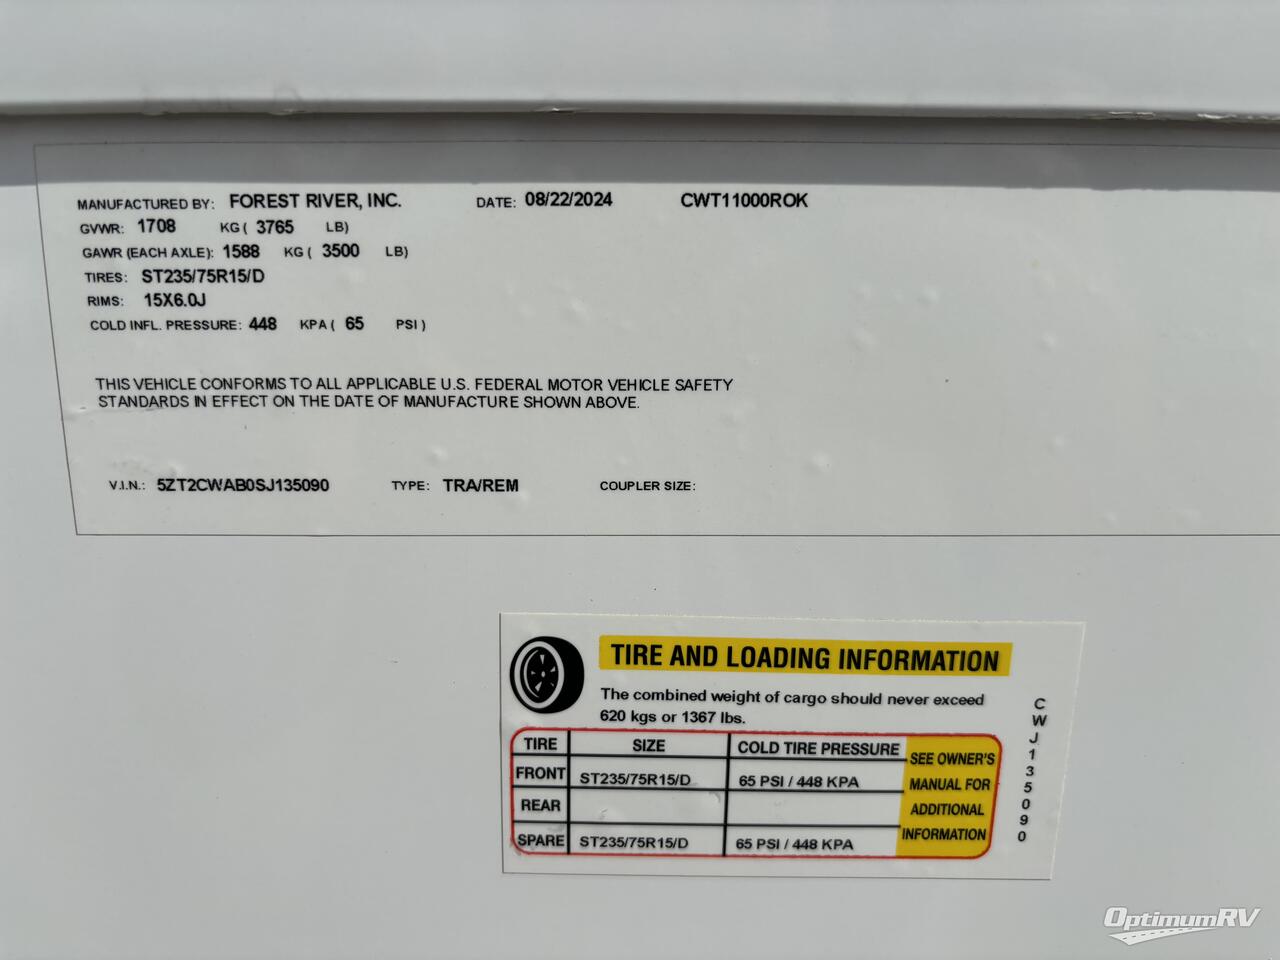 MANUFACTURED BY: FOREST RIVER, INC. DATE: 08/22/2024 CWT11000ROK
GVWR: 1708 KG ( 3765 LB)
GAWR (EACH AXLE): 1588 KG ( 3500 LB)
TIRES: ST235/75R15/D
RIMS: 15X6.0J
COLD INFL. PRESSURE: 448 KPA ( 65 PSI )
THIS VEHICLE CONFORMS TO ALL APPLICABLE U.S. FEDERAL MOTOR VEHICLE SAFETY
STANDARDS IN EFFECT ON THE DATE OF MANUFACTURE SHOWN ABOVE.
V.I.N.: 5ZT2CWAB0SJ135090 TYPE: TRA/REM COUPLER SIZE:
TIRE AND LOADING INFORMATION
The combined weight of cargo should never exceed
620 kgs or 1367 lbs.
TIRE SIZE COLD TIRE PRESSURE
FRONT ST235/75R15/D 65 PSI / 448 KPA
REAR
SPARE ST235/75R15/D 65 PSI / 448 KPA
SEE OWNER'S
MANUAL FOR
ADDITIONAL
INFORMATION
CWJ135090
OptimumRV